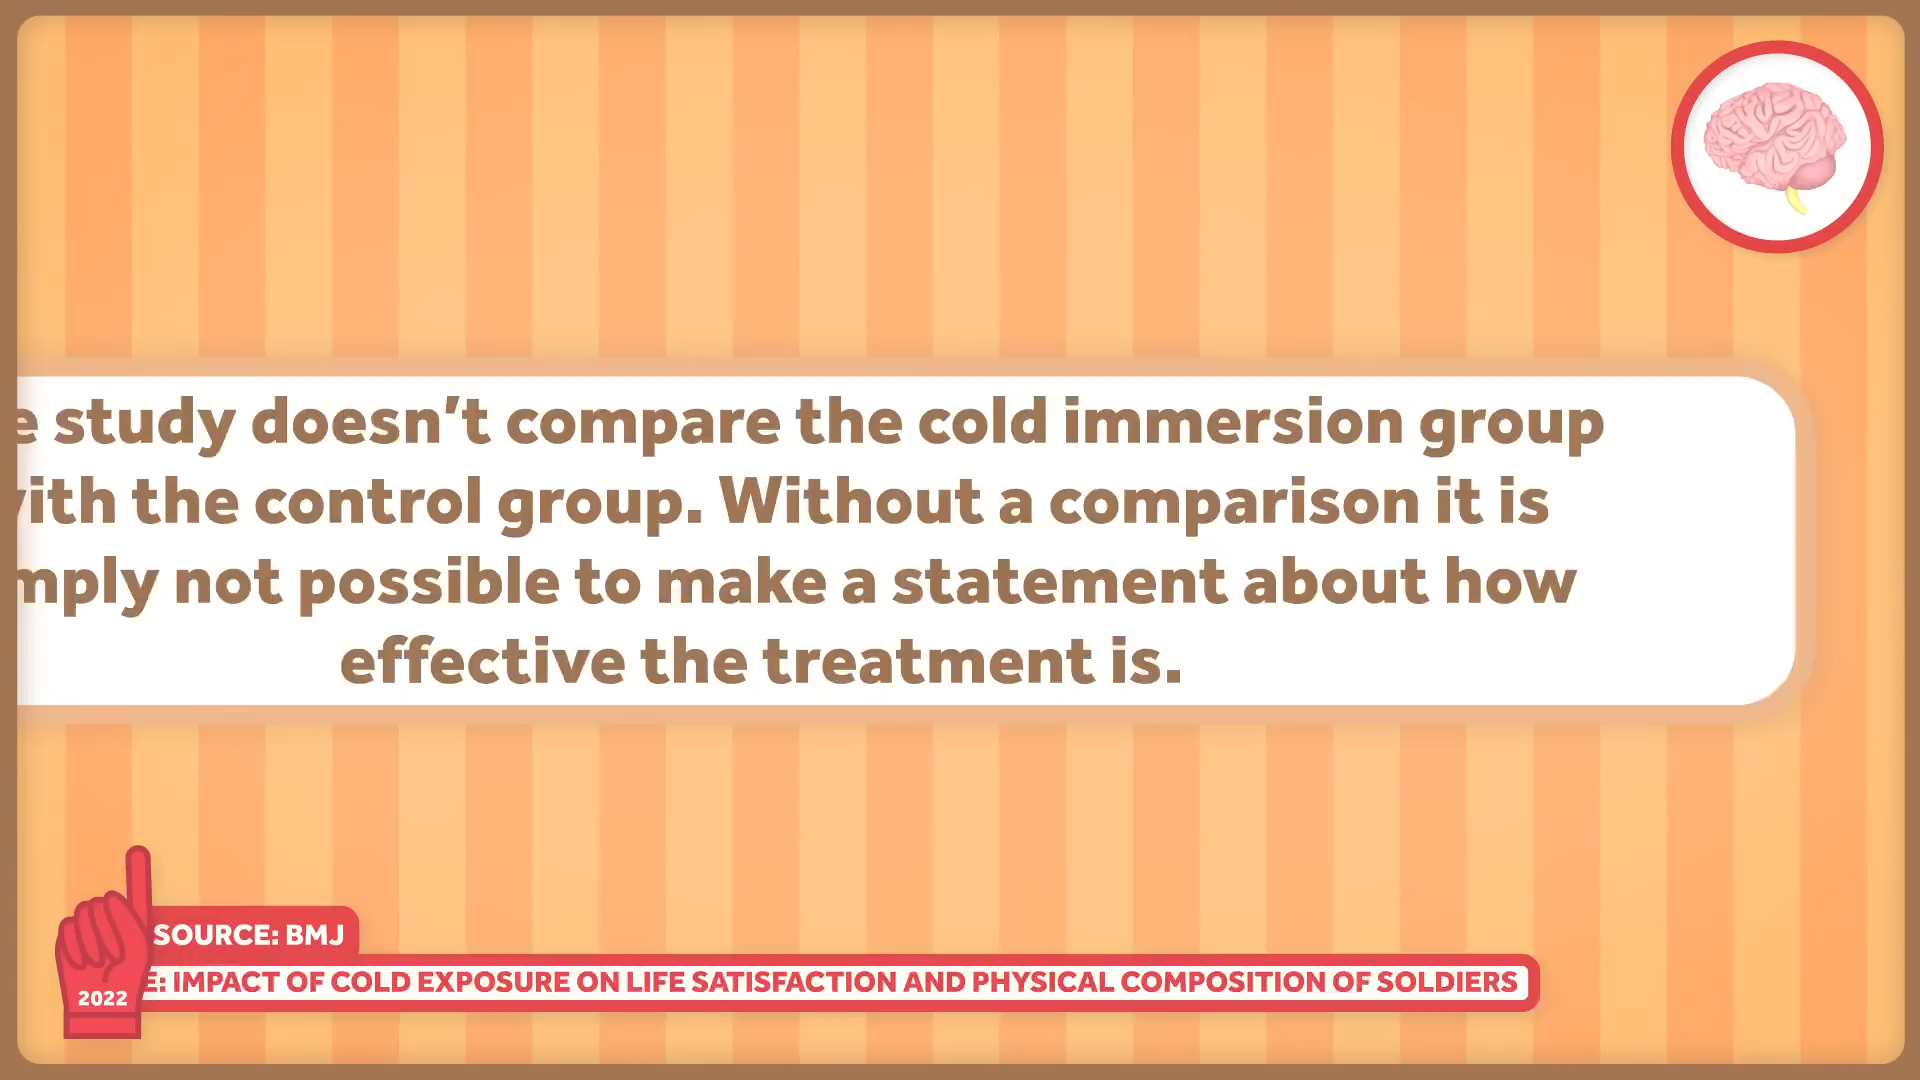 study doesn't compare the cold immersion group
the control group. Without a comparison it is
not possible to make a statement about how
effective the treatment is.
SOURCE: BMJ
IMPACT OF COLD EXPOSURE ON LIFE SATISFACTION AND PHYSICAL COMPOSITION OF SOLDIERS
2022